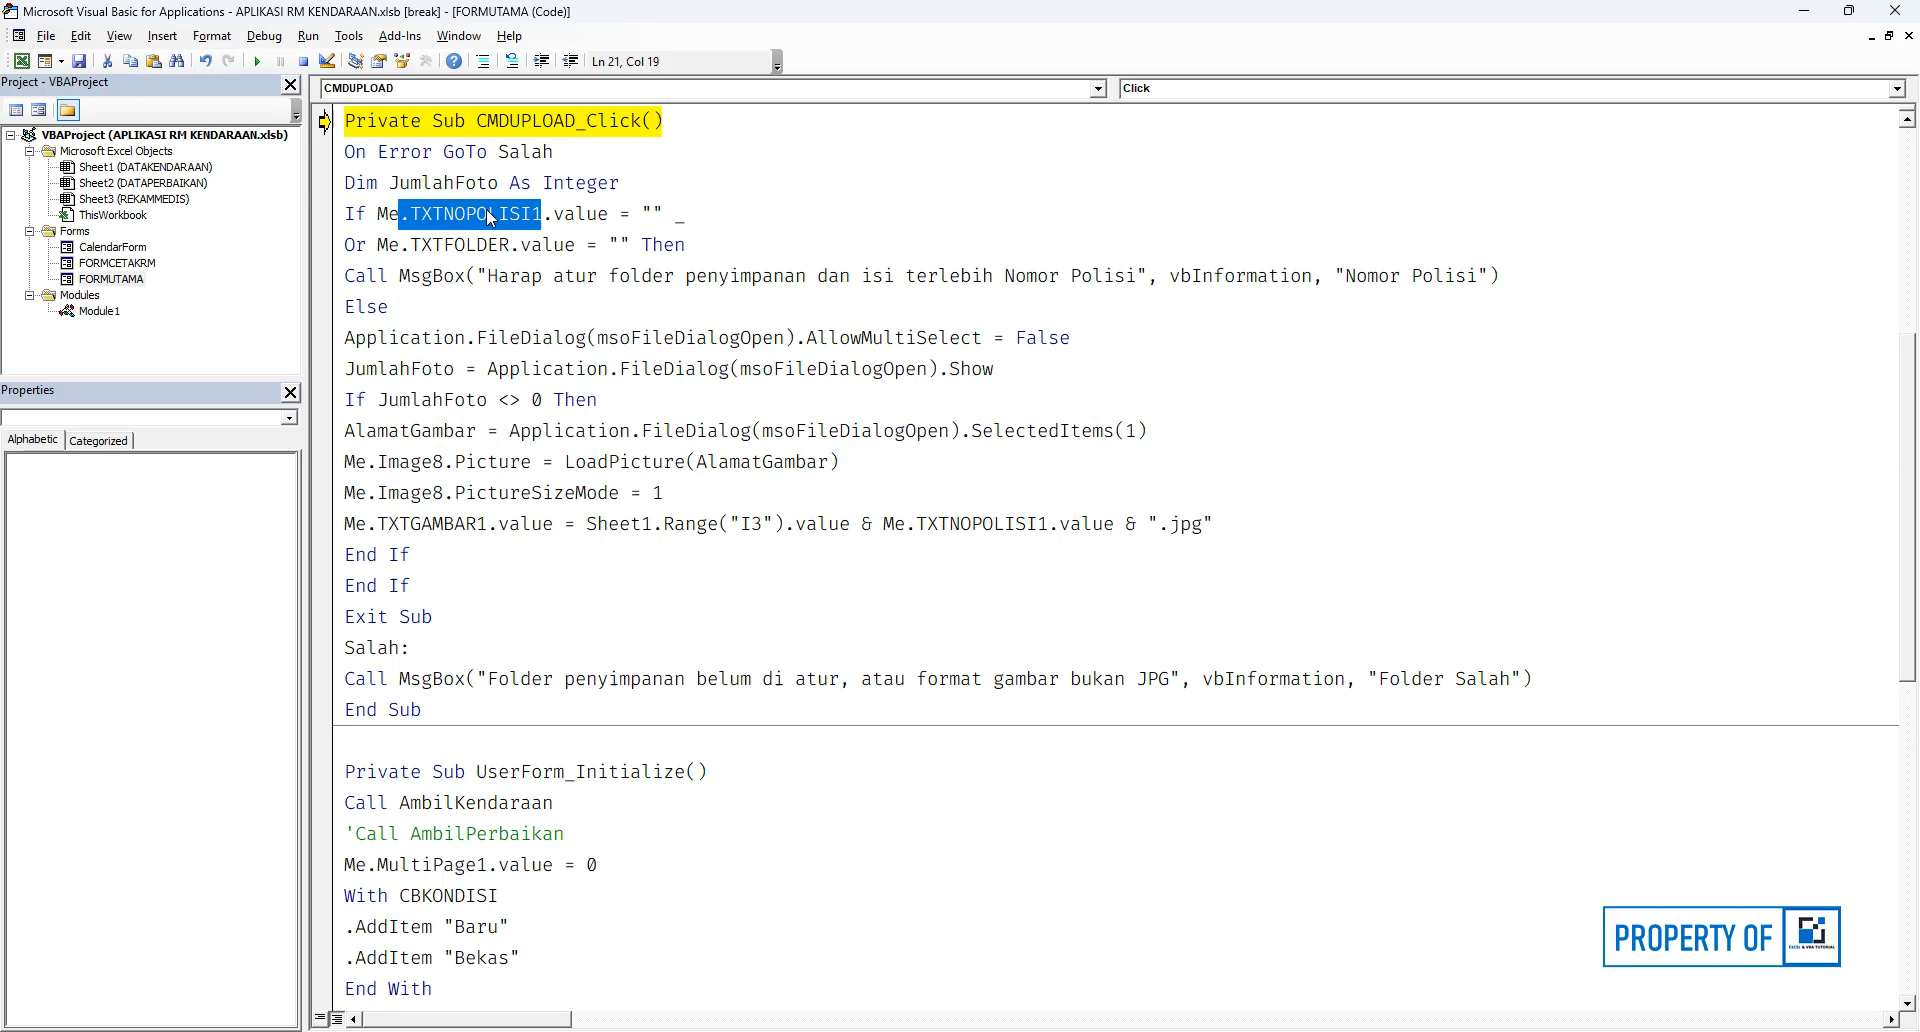 Microsoft Visual Basic for Applications - APLIKASI RM KENDARAAN.xlsb [break] - [FORMUTAMA (Code)]
File Edit View Insert Format Debug Run Tools Add-Ins Window Help
Ln 21, Col 19
Project - VBAProject
VBAProject (APLIKASI RM KENDARAAN.xlsb)
Microsoft Excel Objects
Sheet1 (DATAKENDARAAN)
Sheet2 (DATAPERBAIKAN)
Sheet3 (REKAMMEDIS)
ThisWorkbook
Forms
CalendarForm
FORMCETAKRM
FORMUTAMA
Modules
Module1
Properties
Alphabetic Categorized
CMDUPLOAD Click
Private Sub CMDUPLOAD_Click()
On Error GoTo Salah
Dim JumlahFoto As Integer
If Me.TXTNOPOLISI1.value = "" _
Or Me.TXTFOLDER.value = "" Then
Call MsgBox("Harap atur folder penyimpanan dan isi terlebih Nomor Polisi", vbInformation, "Nomor Polisi")
Else
Application.FileDialog(msoFileDialogOpen).AllowMultiSelect = False
JumlahFoto = Application.FileDialog(msoFileDialogOpen).Show
If JumlahFoto <> 0 Then
AlamatGambar = Application.FileDialog(msoFileDialogOpen).SelectedItems(1)
Me.Image8.Picture = LoadPicture(AlamatGambar)
Me.Image8.PictureSizeMode = 1
Me.TXTGAMBAR1.value = Sheet1.Range("I3").value & Me.TXTNOPOLISI1.value & ".jpg"
End If
End If
Exit Sub
Salah:
Call MsgBox("Folder penyimpanan belum di atur, atau format gambar bukan JPG", vbInformation, "Folder Salah")
End Sub
Private Sub UserForm_Initialize()
Call AmbilKendaraan
'Call AmbilPerbaikan
Me.MultiPage1.value = 0
With CBKONDISI
.AddItem "Baru"
.AddItem "Bekas"
End With
PROPERTY OF
EXCEL & VBA TUTORIAL